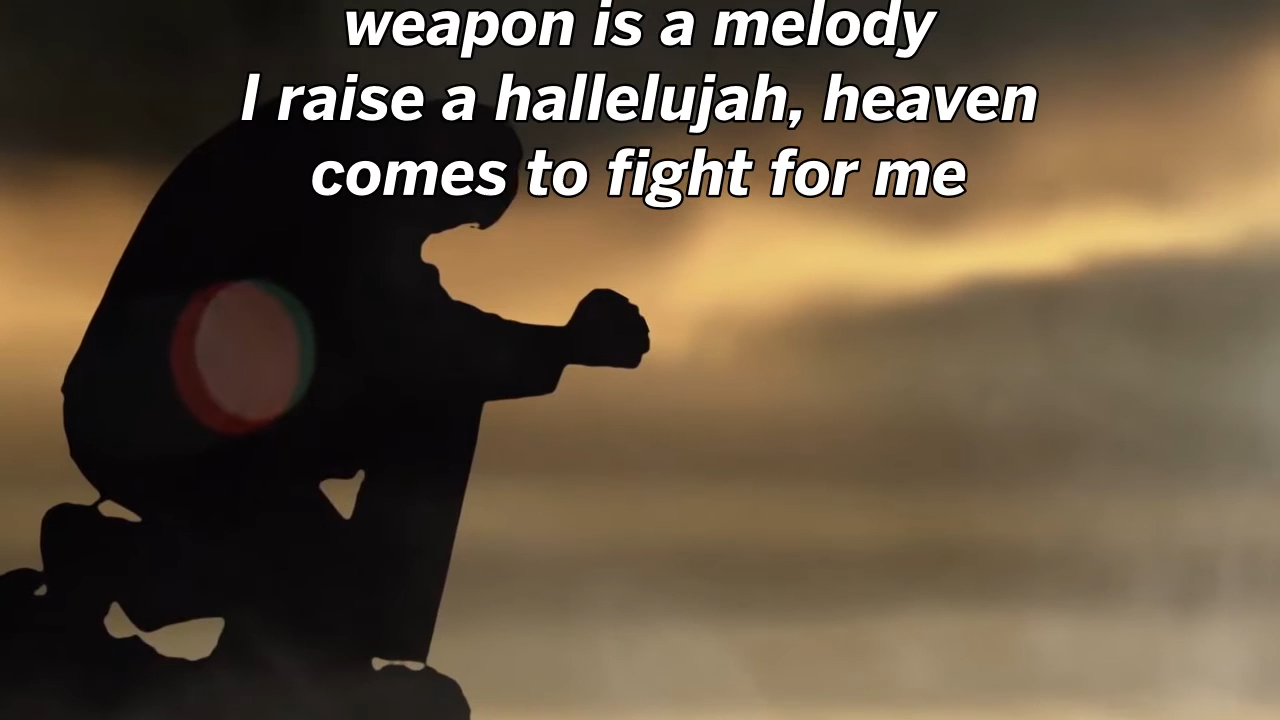 weapon is a melody
I raise a hallelujah, heaven
comes to fight for me